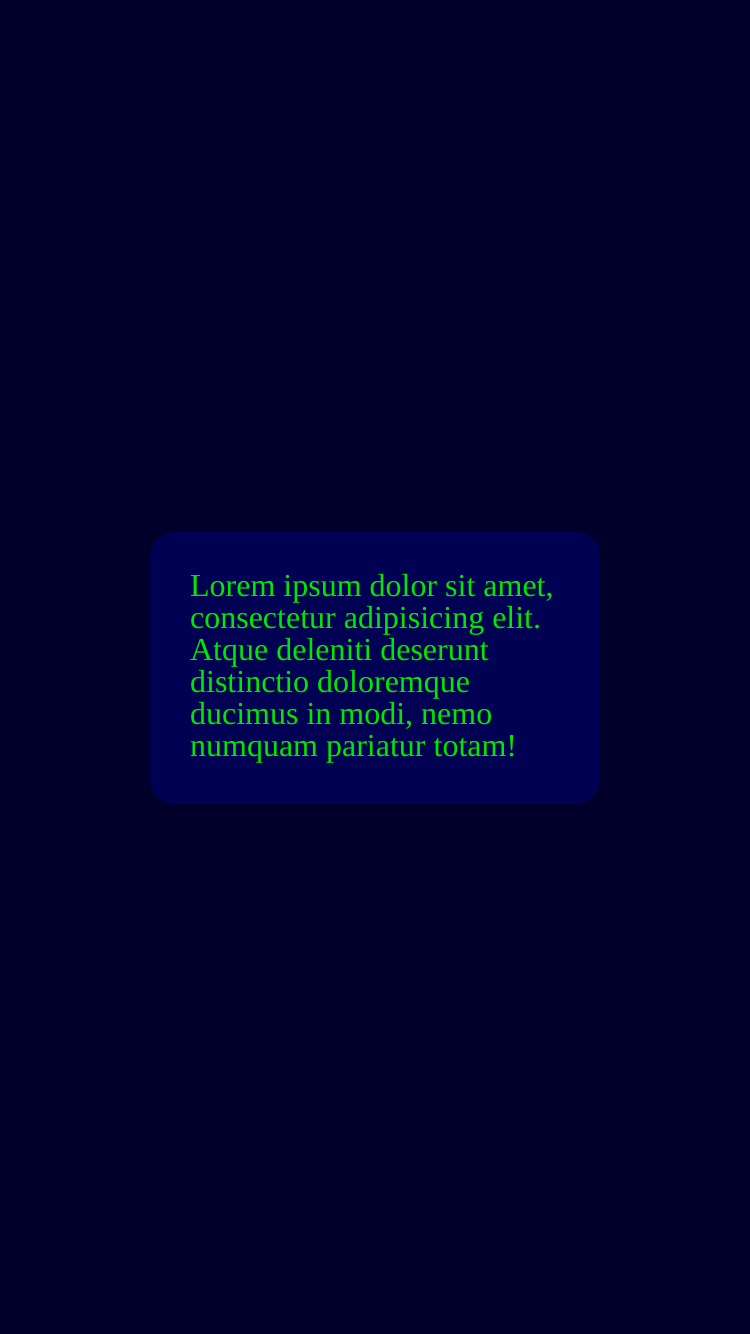 Lorem ipsum dolor sit amet,
consectetur adipisicing elit.
Atque deleniti deserunt
distinctio doloremque
ducimus in modi, nemo
numquam pariatur totam!